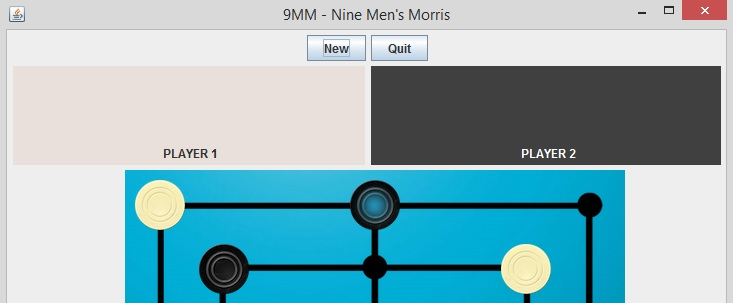 9MM - Nine Men's Morris
New Quit
PLAYER 1 PLAYER 2